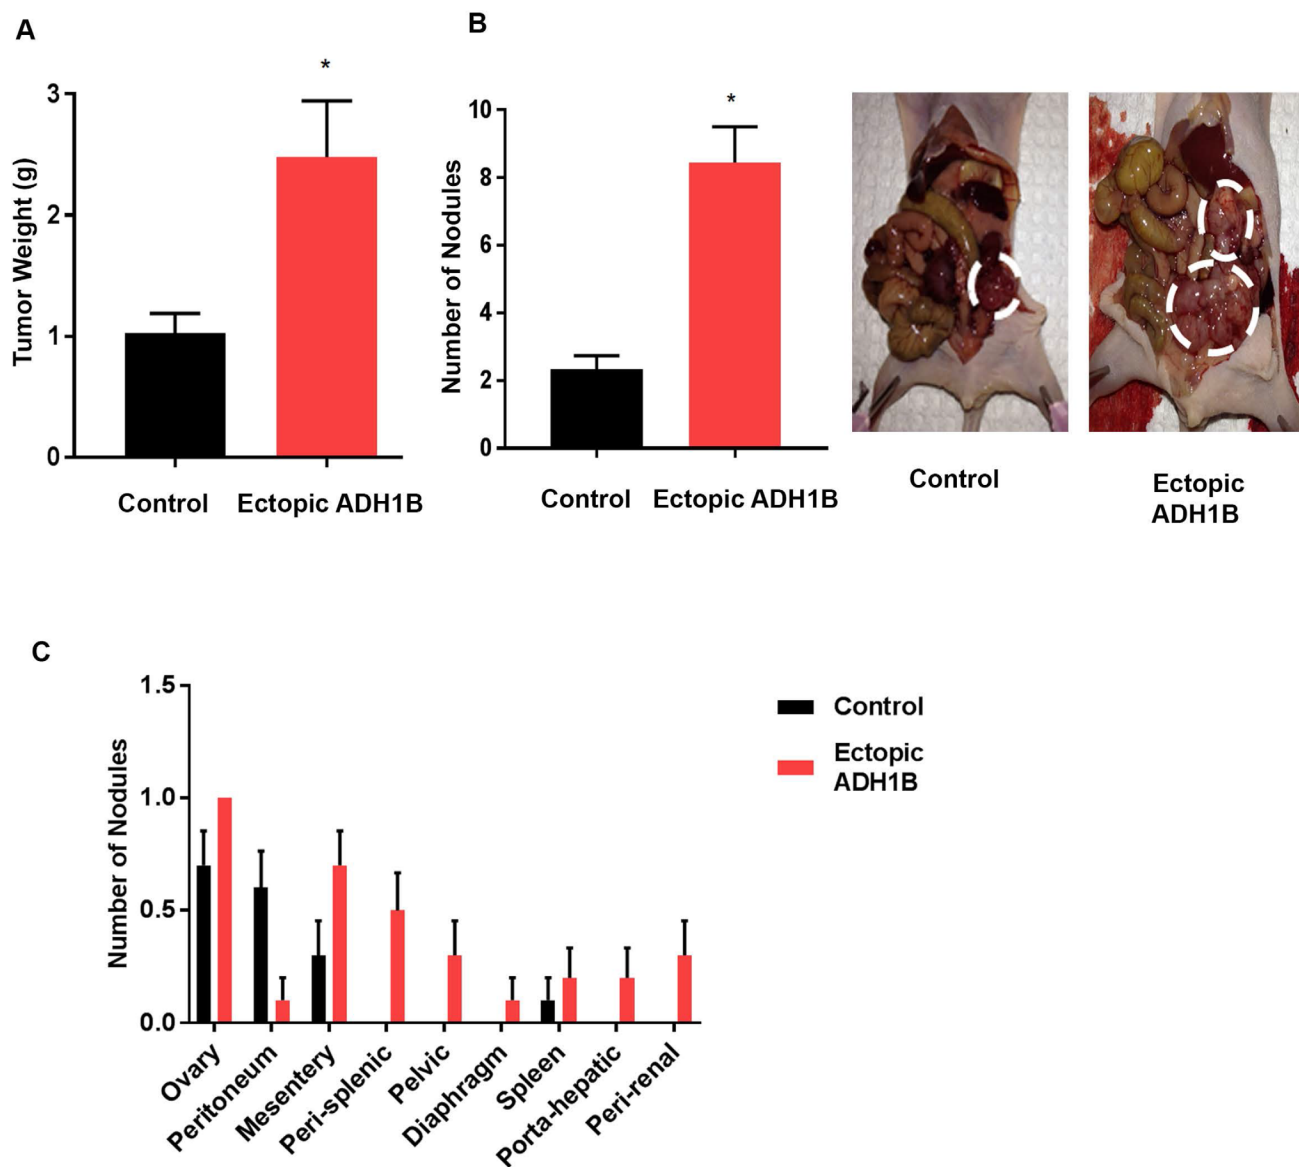 A
Tumor Weight (g)
3
2
1
0
*
Control
Ectopic ADH1B
B
Number of Nodules
10
8
6
4
2
0
*
Control
Ectopic ADH1B
Control
Ectopic
ADH1B
C
Number of Nodules
1.5
1.0
0.5
0.0
Ovary
Peritoneum
Mesentery
Peri-splenic
Pelvic
Diaphragm
Spleen
Porta-hepatic
Peri-renal
Control
Ectopic
ADH1B